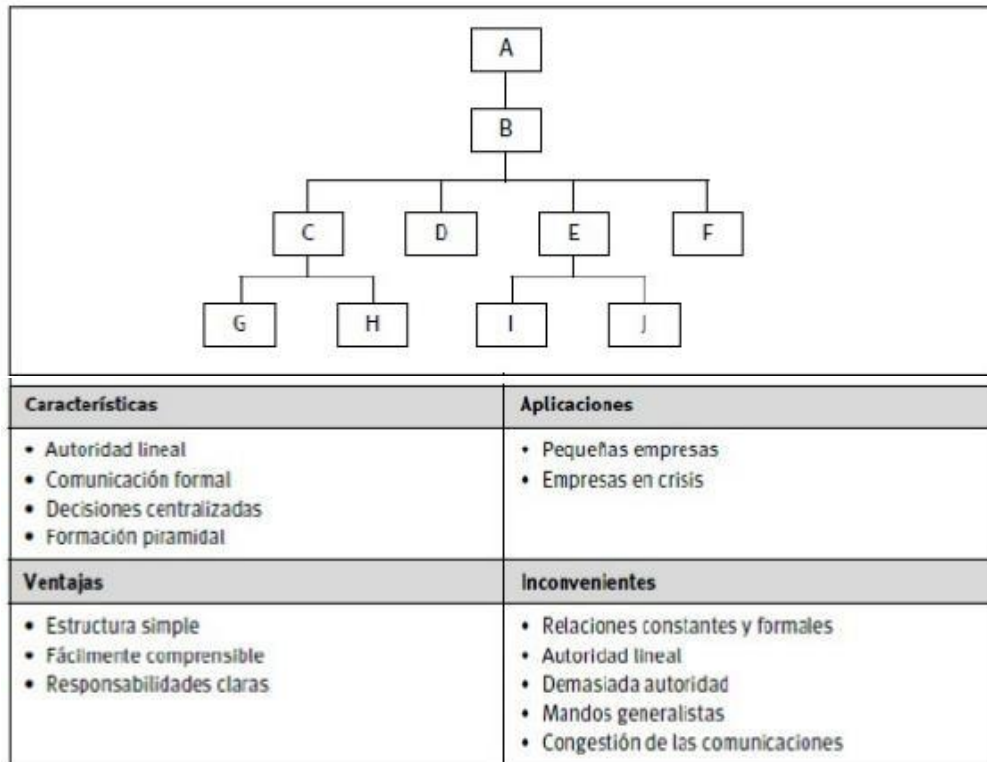 A
B
C D E F
G H I J
Características Aplicaciones
• Autoridad lineal
• Comunicación formal
• Decisiones centralizadas
• Formación piramidal
• Pequeñas empresas
• Empresas en crisis
Ventajas Inconvenientes
• Estructura simple
• Fácilmente comprensible
• Responsabilidades claras
• Relaciones constantes y formales
• Autoridad lineal
• Demasiada autoridad
• Mandos generalistas
• Congestión de las comunicaciones